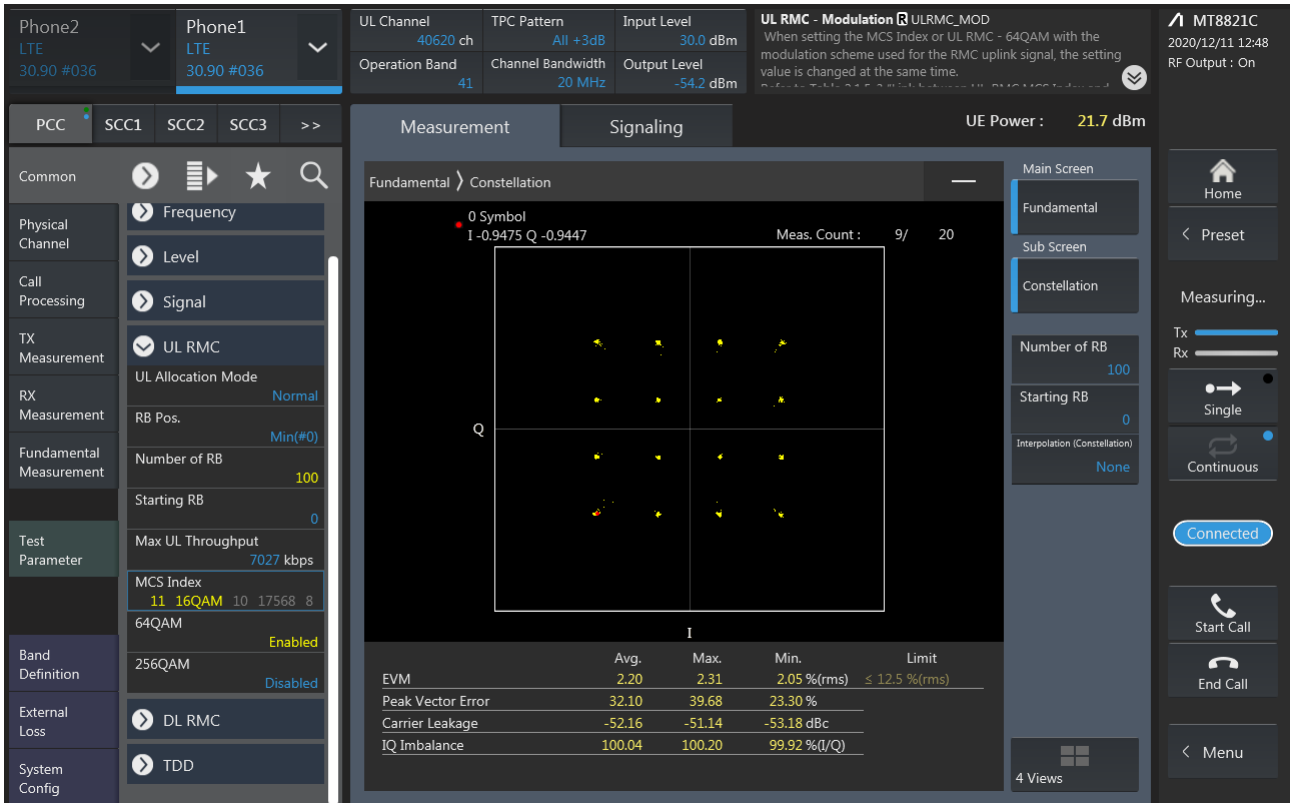 Phone2
LTE
30.90 #036
Phone1
LTE
30.90 #036
UL Channel
40620 ch
TPC Pattern
All +3dB
Input Level
30.0 dBm
Operation Band
41
Channel Bandwidth
20 MHz
Output Level
-54.2 dBm
UL RMC - Modulation R ULRMC_MOD
When setting the MCS Index or UL RMC - 64QAM with the
modulation scheme used for the RMC uplink signal, the setting
value is changed at the same time.
MT8821C
2020/12/11 12:48
RF Output : On
PCC SCC1 SCC2 SCC3 >>
Measurement
Signaling
UE Power : 21.7 dBm
Common
Physical
Channel
Call
Processing
TX
Measurement
RX
Measurement
Fundamental
Measurement
Test
Parameter
Band
Definition
External
Loss
System
Config
Frequency
Level
Signal
UL RMC
UL Allocation Mode
Normal
RB Pos.
Min(#0)
Number of RB
100
Starting RB
0
Max UL Throughput
7027 kbps
MCS Index
11 16QAM 10 17568 8
64QAM
Enabled
256QAM
Disabled
DL RMC
TDD
Fundamental 〉 Constellation
0 Symbol
I -0.9475 Q -0.9447
Meas. Count : 9/ 20
Q
I
Avg. Max. Min. Limit
EVM 2.20 2.31 2.05 %(rms) ≤ 12.5 %(rms)
Peak Vector Error 32.10 39.68 23.30 %
Carrier Leakage -52.16 -51.14 -53.18 dBc
IQ Imbalance 100.04 100.20 99.92 %(I/Q)
Main Screen
Fundamental
Sub Screen
Constellation
Number of RB
100
Starting RB
0
Interpolation (Constellation)
None
4 Views
Home
< Preset
Measuring...
Tx
Rx
Single
Continuous
Connected
Start Call
End Call
< Menu